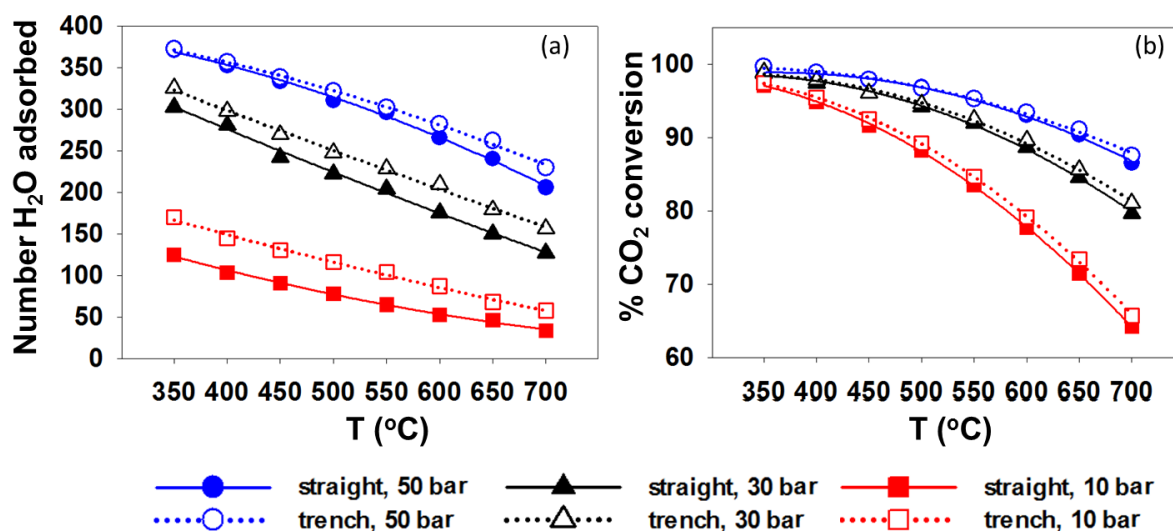 (a)
Number H2O adsorbed
400
350
300
250
200
150
100
50
0
350 400 450 500 550 600 650 700
T (oC)
(b)
% CO2 conversion
100
90
80
70
60
350 400 450 500 550 600 650 700
T (oC)
straight, 50 bar straight, 30 bar straight, 10 bar
trench, 50 bar trench, 30 bar trench, 10 bar